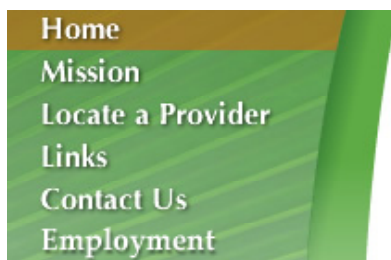 Home
Mission
Locate a Provider
Links
Contact Us
Employment